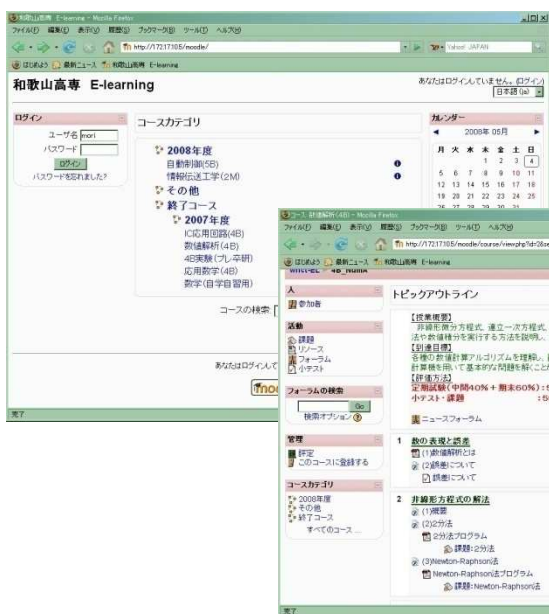 和歌山高専 E-learning - Mozilla Firefox
ファイル(F) 編集(E) 表示(V) 履歴(S) ブックマーク(B) ツール(T) ヘルプ(H)
http://172.17.10.5/moodle/
Yahoo! JAPAN
はじめよう 最新ニュース 和歌山高専 E-learning
和歌山高専 E-learning
あなたはログインしていません。(ログイン)
日本語 (ja)
ログイン
ユーザ名 mori
パスワード
ログイン
パスワードを忘れました?
コースカテゴリ
2008年度
自動制御(5B)
情報伝送工学(2M)
その他
終了コース
2007年度
IC応用回路(4B)
数値解析(4B)
4B実験(プレ卒研)
応用数学(4B)
数学(自学自習用)
コースの検索
あなたはログインして
moo
完了
カレンダー
2008年 05月
月 火 水 木 金 土 日
1 2 3 4
5 6 7 8 9 10 11
12 13 14 15 16 17 18
19 20 21 22 23 24 25
26 27 28 29 30 31
コース: 数値解析(4B) - Mozilla Firefox
ファイル(F) 編集(E) 表示(V) 履歴(S) ブックマーク(B) ツール(T) ヘルプ(H)
http://172.17.10.5/moodle/course/view.php?id=2&se
はじめよう 最新ニュース 和歌山高専 E-learning
WNCT-EL 4B_NumA
人
参加者
活動
課題
リソース
フォーラム
小テスト
フォーラムの検索
Go
検索オプション
管理
評定
このコースに登録する
コースカテゴリ
2008年度
その他
終了コース
すべてのコース ...
トピックアウトライン
【授業概要】
非線形微分方程式, 連立一次方程式,
法や数値積分を実行する方法を説明し,
【到達目標】
各種の数値計算アルゴリズムを理解し,
計算機を用いて基本的な問題を解くことが
【評価方法】
定期試験(中間40%+期末60%):5
小テスト・課題 :5
ニュースフォーラム
1 数の表現と誤差
(1)数値解析とは
(2)誤差について
誤差について
2 非線形方程式の解法
(1)概要
(2)2分法
2分法プログラム
課題:2分法
(3)Newton-Raphson法
Newton-Raphson法プログラム
課題:Newton-Raphson法
完了